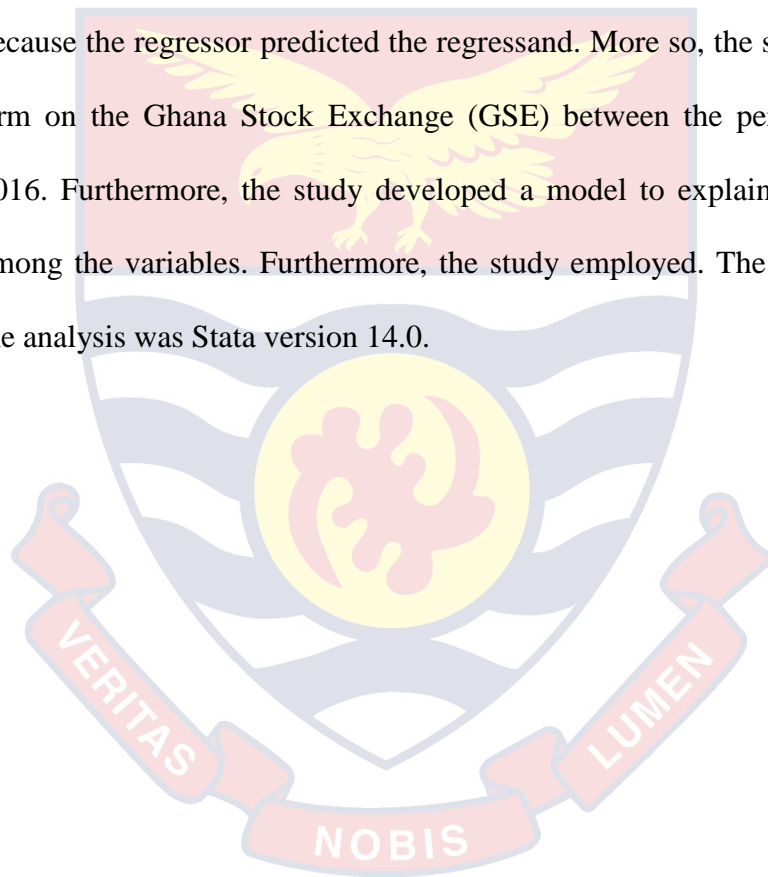 ecause the regressor predicted the regressand. More so, the s
rm on the Ghana Stock Exchange (GSE) between the pe
016. Furthermore, the study developed a model to explain
mong the variables. Furthermore, the study employed. The
e analysis was Stata version 14.0.
VERITAS
NOBIS
LUMEN